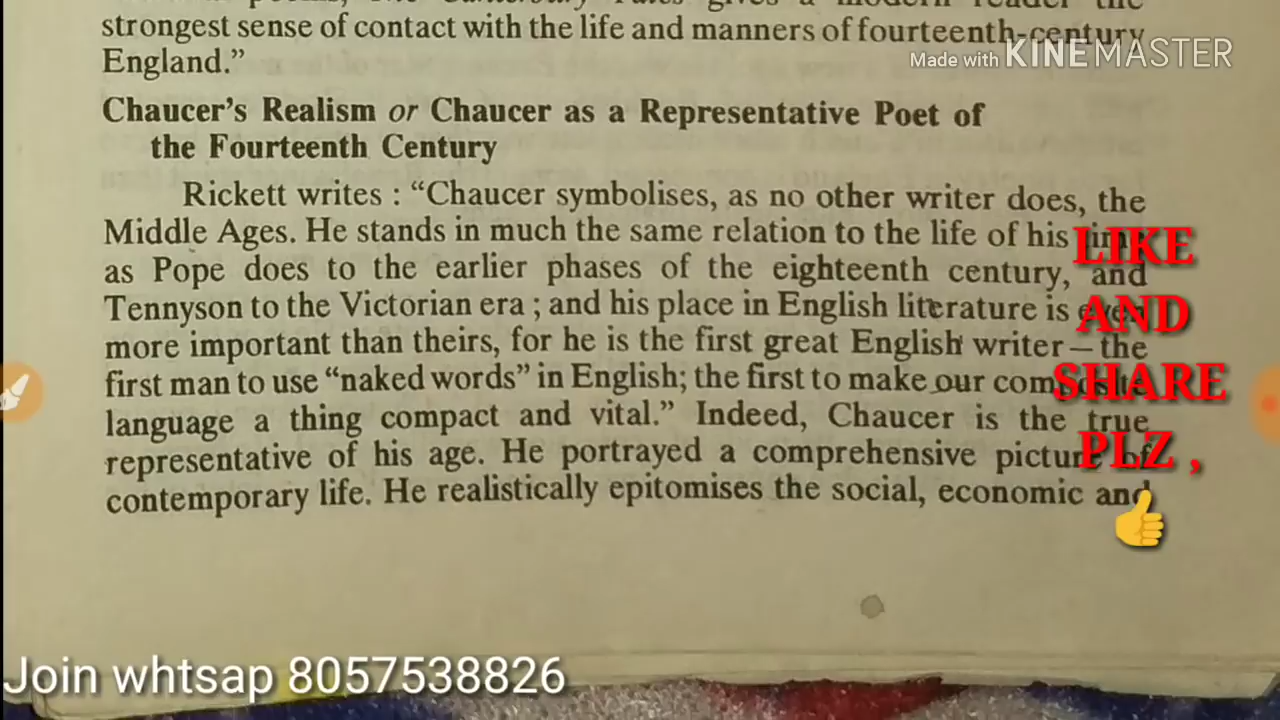 strongest sense of contact with the life and manners of fourteenth-century
England.”
Made with KINEMASTER
Chaucer’s Realism or Chaucer as a Representative Poet of
the Fourteenth Century
Rickett writes : “Chaucer symbolises, as no other writer does, the
Middle Ages. He stands in much the same relation to the life of his
as Pope does to the earlier phases of the eighteenth century, and
Tennyson to the Victorian era ; and his place in English literature is
more important than theirs, for he is the first great English writer – the
first man to use “naked words” in English; the first to make our
language a thing compact and vital.” Indeed, Chaucer is the true
representative of his age. He portrayed a comprehensive picture of
contemporary life. He realistically epitomises the social, economic and
LIKE
AND
SHARE
PLZ ,
Join whtsap 8057538826